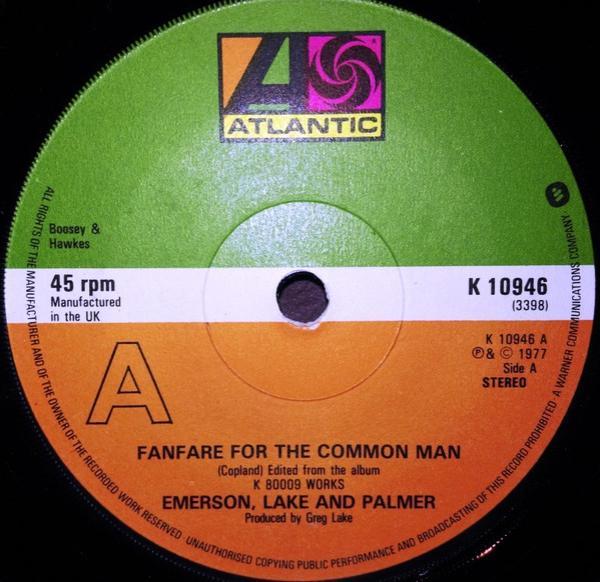 ATLANTIC
Boosey &
Hawkes
45 rpm
Manufactured
in the UK
K 10946
(3398)
K 10946 A
Ⓟ & © 1977
Side A
STEREO
A
FANFARE FOR THE COMMON MAN
(Copland) Edited from the album
K 80009 WORKS
EMERSON, LAKE AND PALMER
Produced by Greg Lake
ALL RIGHTS OF THE MANUFACTURER AND OF THE OWNER OF THE RECORDED WORK RESERVED · UNAUTHORISED COPYING PUBLIC PERFORMANCE AND BROADCASTING OF THIS RECORD PROHIBITED · A WARNER COMMUNICATIONS COMPANY